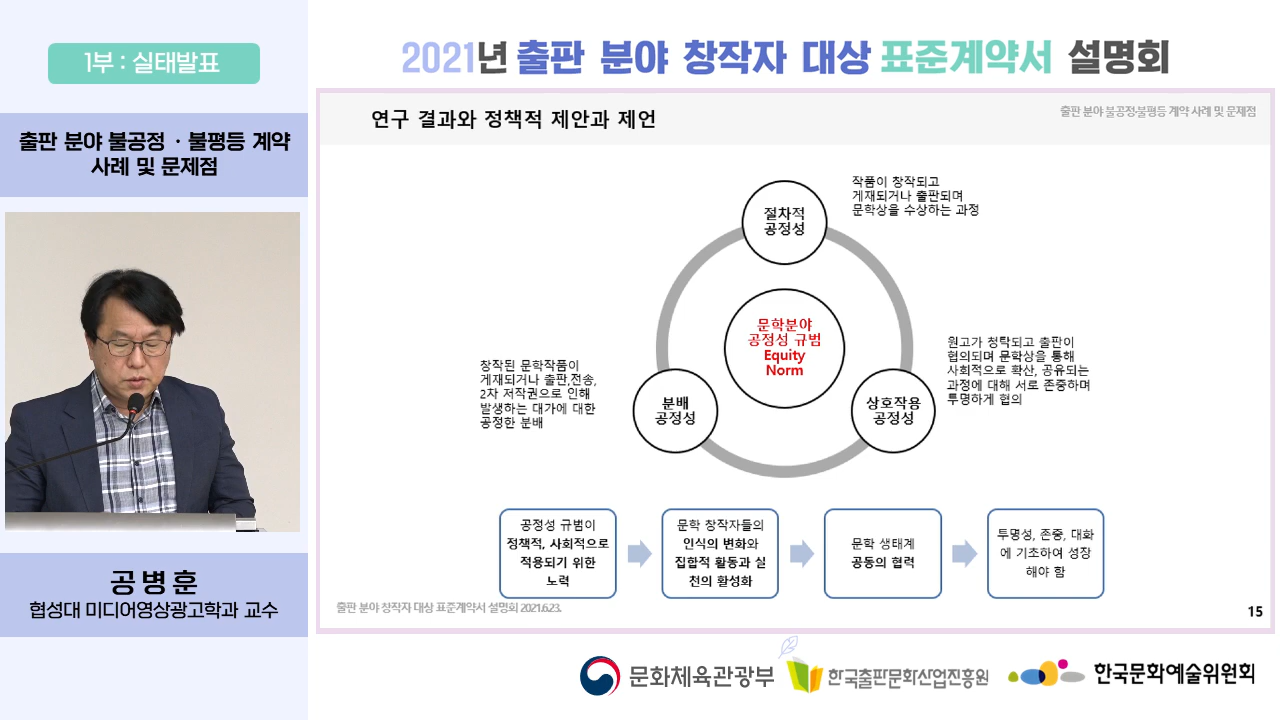 1부 : 실태발표
2021년 출판 분야 창작자 대상 표준계약서 설명회
출판 분야 불공정 · 불평등 계약
사례 및 문제점
공병훈
협성대 미디어영상광고학과 교수
연구 결과와 정책적 제안과 제언
출판 분야 불공정·불평등 계약 사례 및 문제점
절차적
공정성
작품이 창작되고
게재되거나 출판되며
문학상을 수상하는 과정
문학분야
공정성 규범
Equity
Norm
원고가 청탁되고 출판이
협의되며 문학상을 통해
사회적으로 확산, 공유되는
과정에 대해 서로 존중하며
투명하게 협의
창작된 문학작품이
게재되거나 출판,전송,
2차 저작권으로 인해
발생하는 대가에 대한
공정한 분배
분배
공정성
상호작용
공정성
공정성 규범이
정책적, 사회적으로
적용되기 위한
노력
문학 창작자들의
인식의 변화와
집합적 활동과 실
천의 활성화
문학 생태계
공동의 협력
투명성, 존중, 대화
에 기초하여 성장
해야 함
출판 분야 창작자 대상 표준계약서 설명회 2021.6.23.
15
문화체육관광부
한국출판문화산업진흥원
한국문화예술위원회